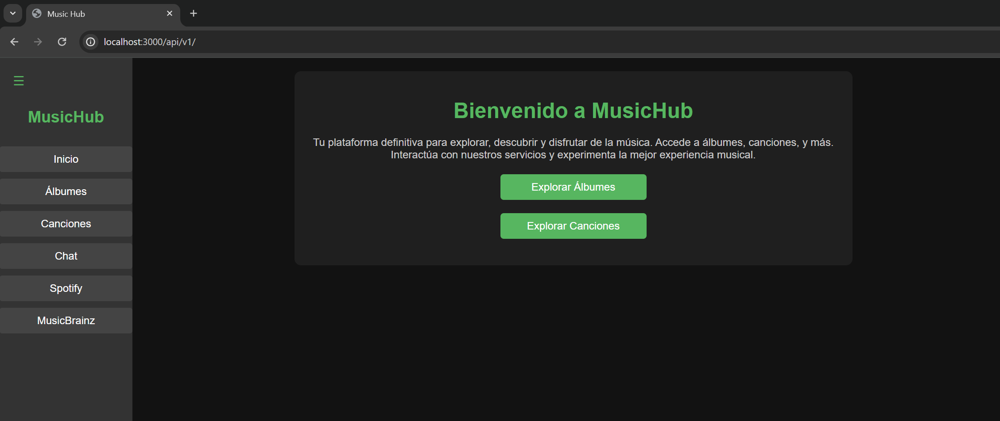 Music Hub
localhost:3000/api/v1/
MusicHub
Inicio
Álbumes
Canciones
Chat
Spotify
MusicBrainz
Bienvenido a MusicHub
Tu plataforma definitiva para explorar, descubrir y disfrutar de la música. Accede a álbumes, canciones, y más.
Interactúa con nuestros servicios y experimenta la mejor experiencia musical.
Explorar Álbumes
Explorar Canciones